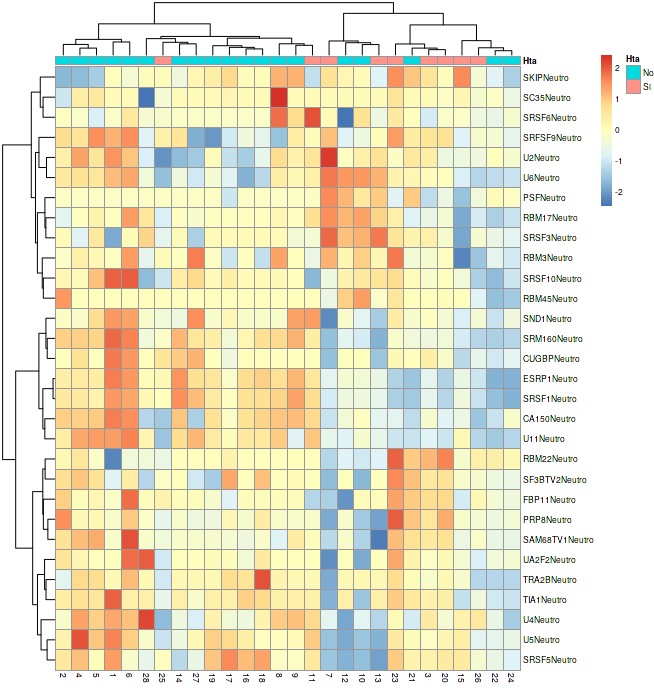 Hta
SKIPNeutro
SC35Neutro
SRSF6Neutro
SRFSF9Neutro
U2Neutro
U6Neutro
PSFNeutro
RBM17Neutro
SRSF3Neutro
RBM3Neutro
SRSF10Neutro
RBM45Neutro
SND1Neutro
SRM160Neutro
CUGBPNeutro
ESRP1Neutro
SRSF1Neutro
CA150Neutro
U11Neutro
RBM22Neutro
SF3BTV2Neutro
FBP11Neutro
PRP8Neutro
SAM68TV1Neutro
UA2F2Neutro
TRA2BNeutro
TIA1Neutro
U4Neutro
U5Neutro
SRSF5Neutro
2 4 5 1 6 28 25 14 27 19 17 16 18 8 9 11 7 12 10 13 23 21 3 20 15 26 22 24
2
1
0
-1
-2
Hta
No
Si